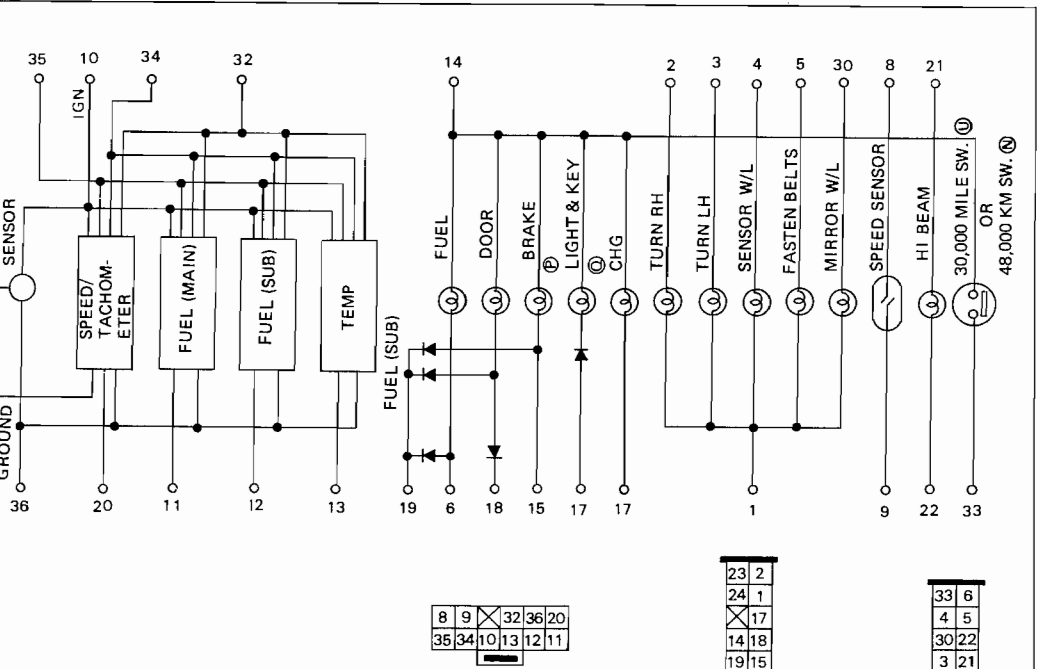 35 10 34 32 14 2 3 4 5 30 8 21
IGN
SENSOR
SPEED/
TACHOM-
ETER
FUEL (MAIN)
FUEL (SUB)
TEMP
FUEL (SUB)
FUEL
DOOR
BRAKE
Ⓟ
LIGHT & KEY
Ⓠ
CHG
TURN RH
TURN LH
SENSOR W/L
FASTEN BELTS
MIRROR W/L
SPEED SENSOR
HI BEAM
30,000 MILE SW. Ⓤ
OR
48,000 KM SW. Ⓝ
GROUND
36 20 11 12 13 19 6 18 15 17 17 1 9 22 33
8 9 32 36 20
35 34 10 13 12 11
23 2
24 1
17
14 18
19 15
33 6
4 5
30 22
3 21